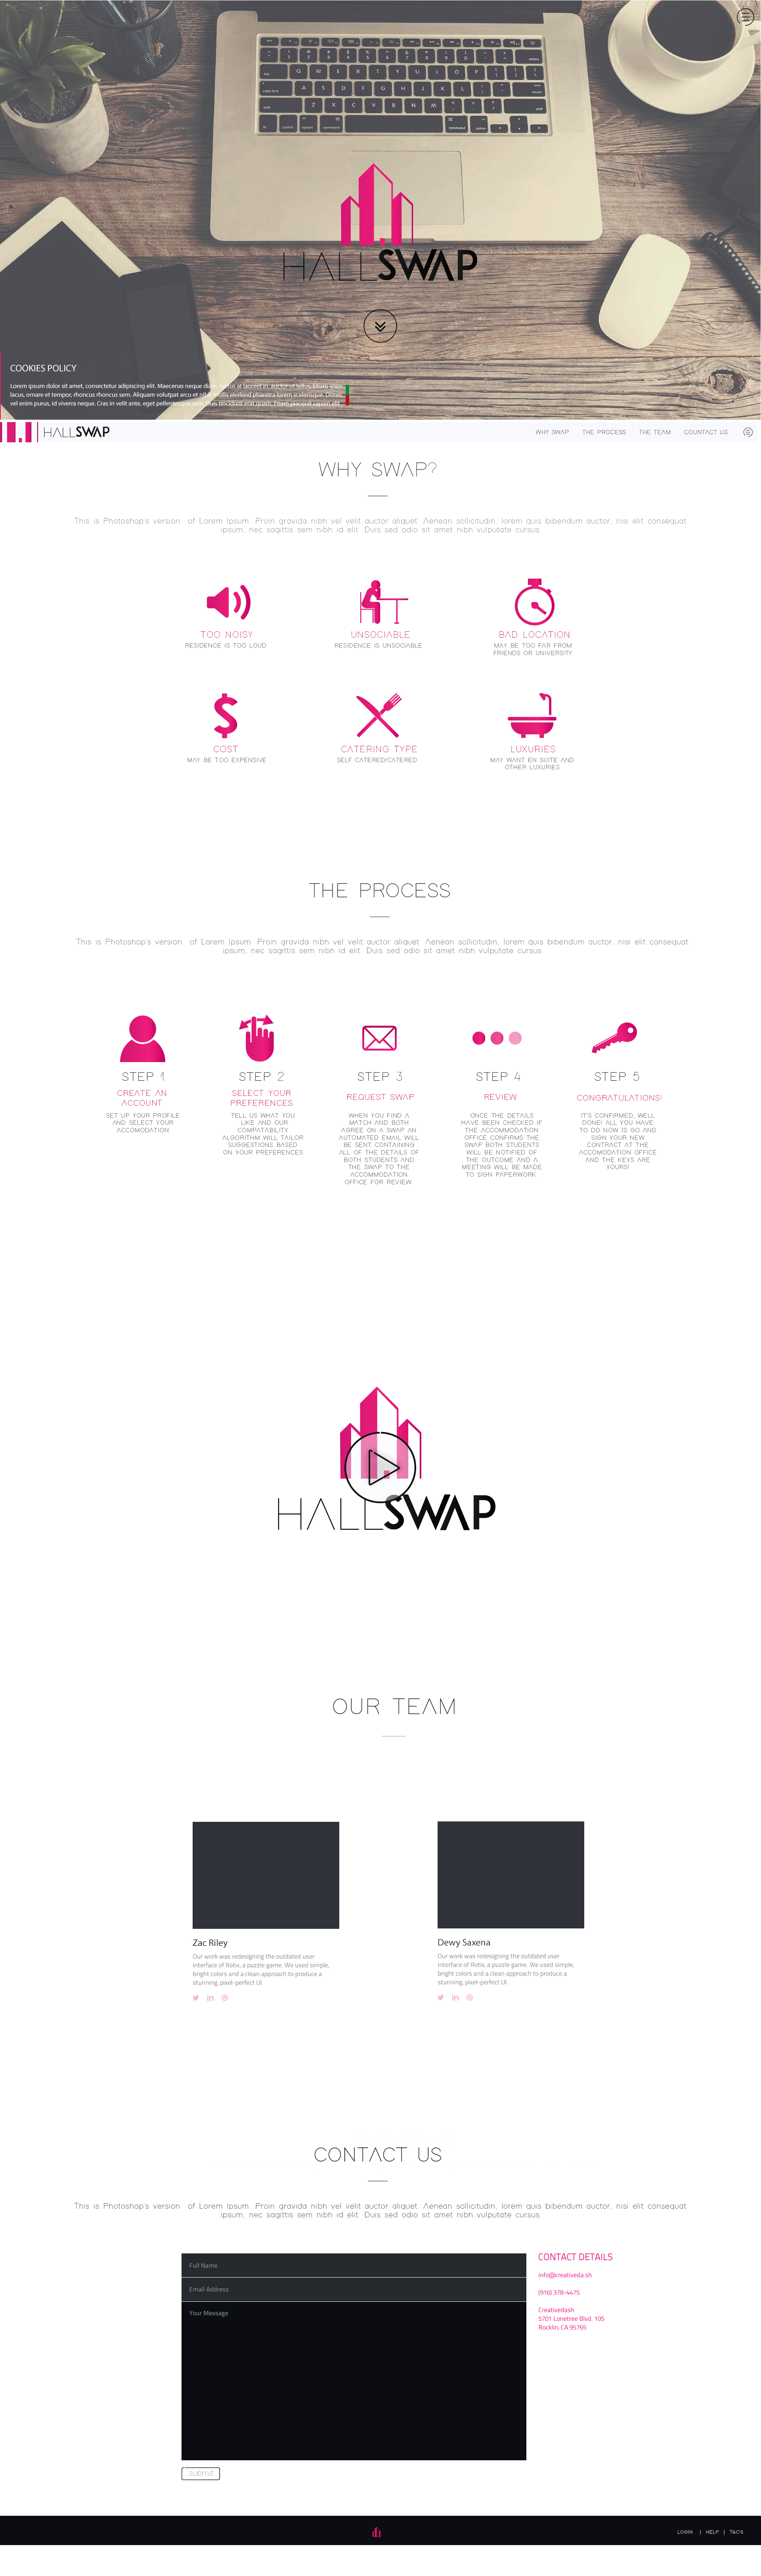 HALLSWAP
COOKIES POLICY
Lorem ipsum dolor sit amet, consectetur adipiscing elit. Maecenas neque diam, luctus at laoreet in, auctor ut tellus. Etiam enim
lacus, ornare et tempor, rhoncus rhoncus sem. Aliquam volutpat arcu et nibh mollis eleifend pharetra lorem scelerisque. Donec
vel enim purus, id viverra neque. Cras in velit ante, eget pellentesque sem. Duis tincidunt erat quam. Etiam placerat sapien elit
HALLSWAP
WHY SWAP THE PROCESS THE TEAM COUNTACT US
WHY SWAP?
This is Photoshop's version of Lorem Ipsum. Proin gravida nibh vel velit auctor aliquet. Aenean sollicitudin, lorem quis bibendum auctor, nisi elit consequat
ipsum, nec sagittis sem nibh id elit. Duis sed odio sit amet nibh vulputate cursus
TOO NOISY
RESIDENCE IS TOO LOUD
UNSOCIABLE
RESIDENCE IS UNSOCIABLE
BAD LOCATION
MAY BE TOO FAR FROM
FRIENDS OR UNIVERSITY
COST
MAY BE TOO EXPENSIVE
CATERING TYPE
SELF CATERED/CATERED
LUXURIES
MAY WANT EN SUITE AND
OTHER LUXURIES
THE PROCESS
This is Photoshop's version of Lorem Ipsum. Proin gravida nibh vel velit auctor aliquet. Aenean sollicitudin, lorem quis bibendum auctor, nisi elit consequat
ipsum, nec sagittis sem nibh id elit. Duis sed odio sit amet nibh vulputate cursus
STEP 1
CREATE AN
ACCOUNT
SET UP YOUR PROFILE
AND SELECT YOUR
ACCOMODATION
STEP 2
SELECT YOUR
PREFERENCES
TELL US WHAT YOU
LIKE AND OUR
COMPATABILITY
ALGORITHM WILL TAILOR
SUGGESTIONS BASED
ON YOUR PREFERENCES
STEP 3
REQUEST SWAP
WHEN YOU FIND A
MATCH AND BOTH
AGREE ON A SWAP AN
AUTOMATED EMAIL WILL
BE SENT CONTAINING
ALL OF THE DETAILS OF
BOTH STUDENTS AND
THE SWAP TO THE
ACCOMMODATION
OFFICE FOR REVIEW
STEP 4
REVIEW
ONCE THE DETAILS
HAVE BEEN CHECKED IF
THE ACCOMMODATION
OFFICE CONFIRMS THE
SWAP BOTH STUDENTS
WILL BE NOTIFIED OF
THE OUTCOME AND A
MEETING WILL BE MADE
TO SIGN PAPERWORK
STEP 5
CONGRATULATIONS!
IT'S CONFIRMED, WELL
DONE! ALL YOU HAVE
TO DO NOW IS GO AND
SIGN YOUR NEW
CONTRACT AT THE
ACCOMODATION OFFICE
AND THE KEYS ARE
YOURS!
HALLSWAP
OUR TEAM
Zac Riley
Our work was redesigning the outdated user
interface of Rotix, a puzzle game. We used simple,
bright colors and a clean approach to produce a
stunning, pixel-perfect UI.
Dewy Saxena
Our work was redesigning the outdated user
interface of Rotix, a puzzle game. We used simple,
bright colors and a clean approach to produce a
stunning, pixel-perfect UI.
CONTACT US
This is Photoshop's version of Lorem Ipsum. Proin gravida nibh vel velit auctor aliquet. Aenean sollicitudin, lorem quis bibendum auctor, nisi elit consequat
ipsum, nec sagittis sem nibh id elit. Duis sed odio sit amet nibh vulputate cursus
Full Name
Email Address
Your Message
submit
CONTACT DETAILS
info@creativeda.sh
(916) 378-4475
Creativedash
5701 Lonetree Blvd. 105
Rocklin, CA 95765
LOGIN | HELP | T&C'S